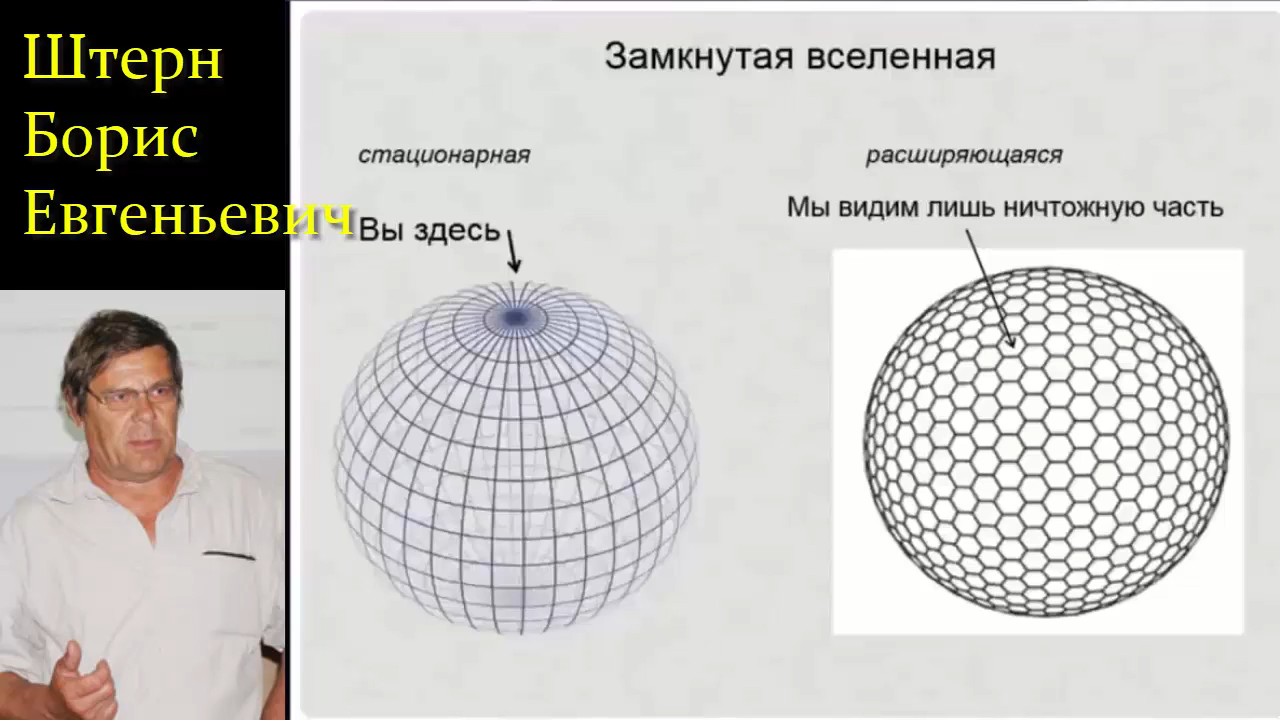 Штерн
Борис
Евгеньевич
Замкнутая вселенная
стационарная
расширяющаяся
Вы здесь
Мы видим лишь ничтожную часть